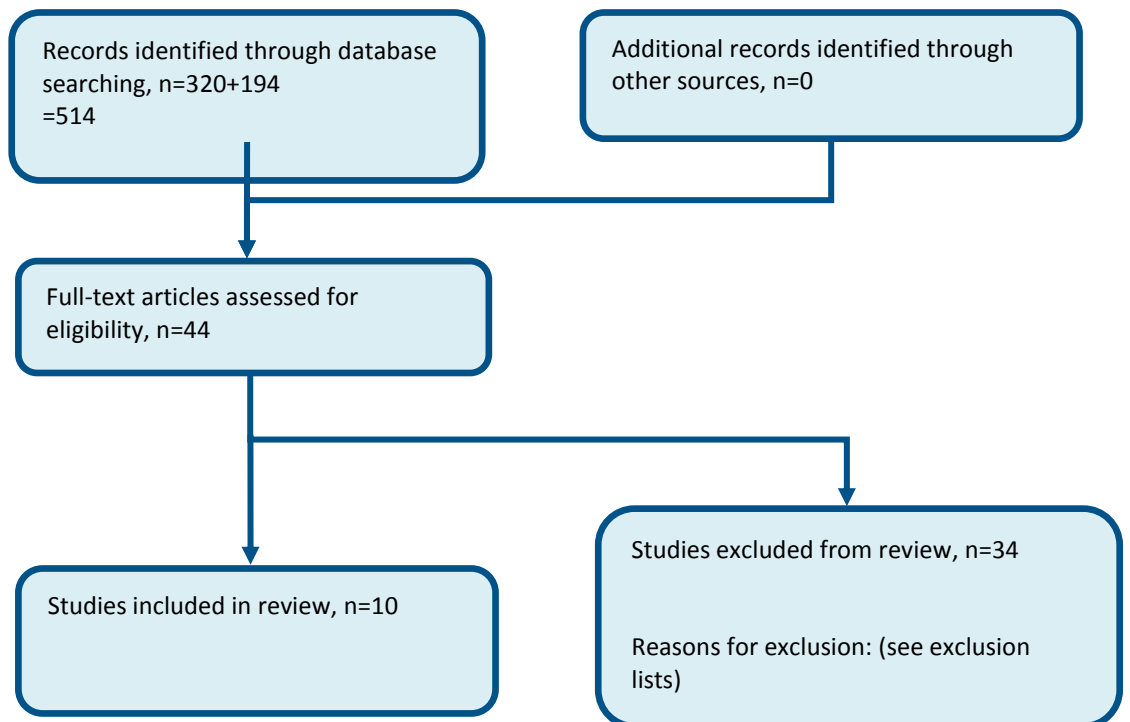 Records identified through database
searching, n=320+194
=514
Additional records identified through
other sources, n=0
Full-text articles assessed for
eligibility, n=44
Studies included in review, n=10
Studies excluded from review, n=34
Reasons for exclusion: (see exclusion
lists)